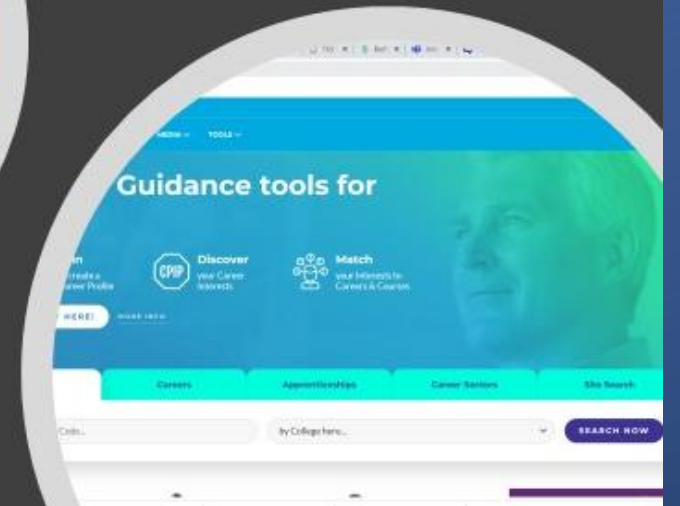 MEDIA TOOLS
Guidance tools for
Discover
your Career
Interests
CPIP
Match
your Interests to
Careers & Courses
HERE!
MORE INFO
Careers
Apprenticeships
Career Sectors
Site Search
Code...
by College here...
SEARCH NOW